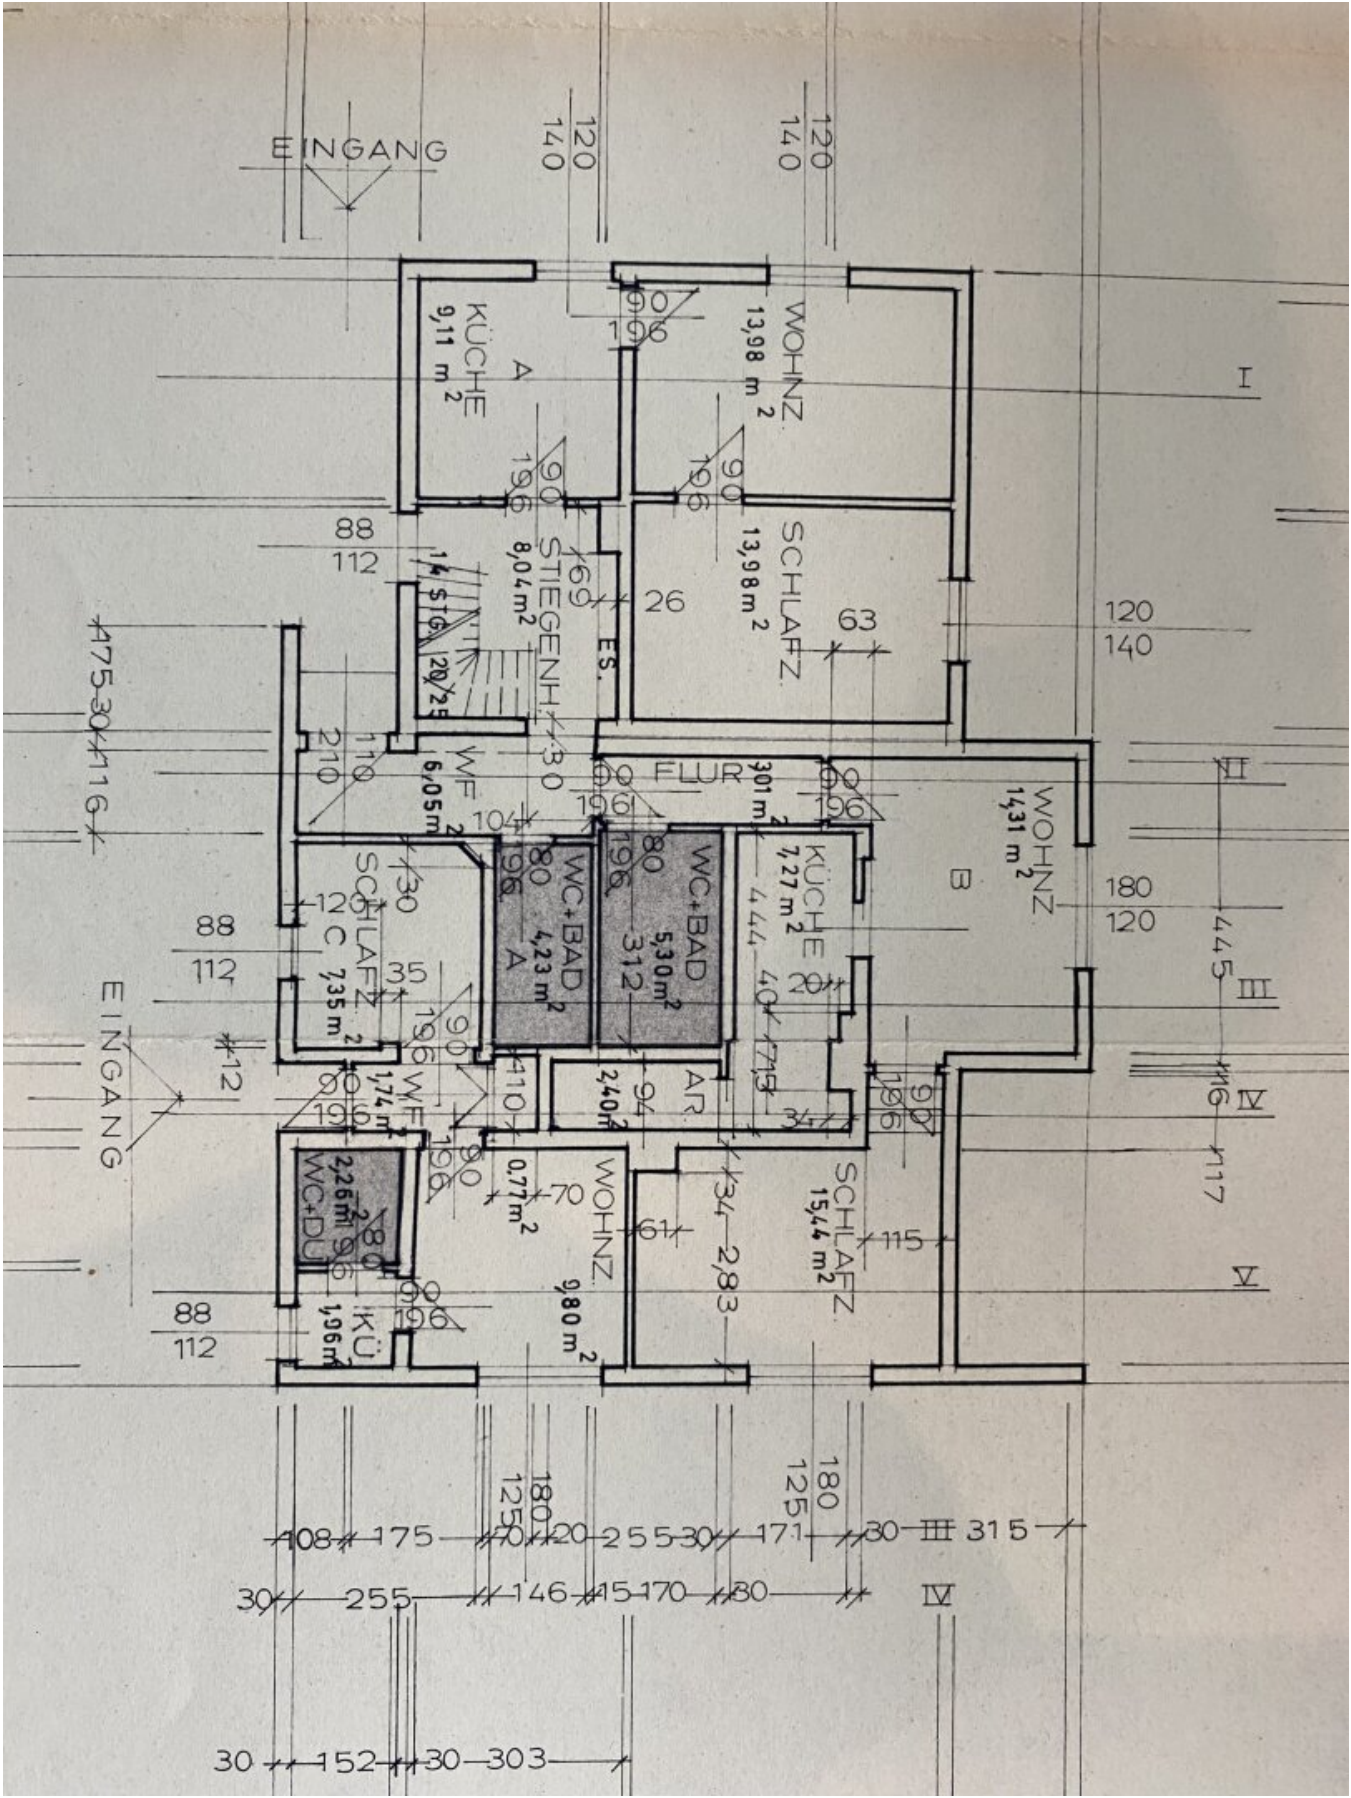 EINGANG
120
140
120
140
KÜCHE
9,11 m²
A
90
196
WOHNZ.
13,98 m²
I
90
196
90
196
88
112
14 STG.
20/25
STIEGENH.
8,04 m²
69
26
E S.
SCHLAFZ.
13,98 m²
63
120
140
175 30 116
210
110
WF
6,05 m²
30
104
90
196
FLUR
3,01 m²
90
196
II
WOHNZ.
14,31 m²
B
180
120
445
III
SCHLAFZ.
C 7,35 m²
120
30
35
88
112
80
196
WC+BAD
4,23 m²
A
80
196
WC+BAD
5,30 m²
312
KÜCHE
7,27 m²
444
40
20
715
34
EINGANG
12
90
196
90
196
WF
1,74 m²
110
2,40 m²
94
AR
90
196
16
IV
117
WC+DU
2,26 m²
80
196
90
196
0,77 m²
70
WOHNZ.
9,80 m²
61
34 2,83
SCHLAFZ.
15,44 m²
115
V
88
112
KÜ
1,96 m²
90
196
180
125
180
125
108 175 70 20 255 30 171 30 III 315
30 255 146 15 170 30 IV
30 152 30 303